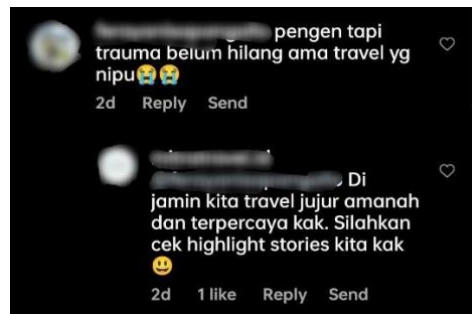 pengen tapi
trauma belum hilang ama travel yg
nipu😭😭
2d Reply Send
Di
jamin kita travel jujur amanah
dan terpercaya kak. Silahkan
cek highlight stories kita kak
😃
2d 1 like Reply Send